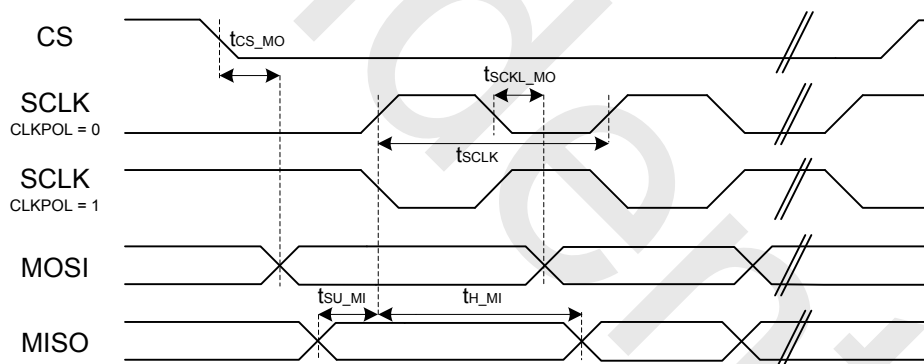 CS
tCS_MO
tSCKL_MO
SCLK
CLKPOL = 0
tSCLK
SCLK
CLKPOL = 1
MOSI
tSU_MI
tH_MI
MISO